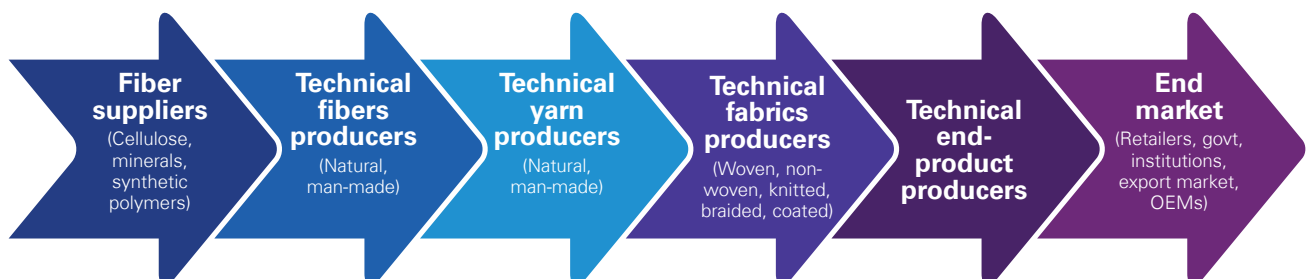 Fiber
suppliers
(Cellulose,
minerals,
synthetic
polymers)
Technical
fibers
producers
(Natural,
man-made)
Technical
yarn
producers
(Natural,
man-made)
Technical
fabrics
producers
(Woven, non-
woven, knitted,
braided, coated)
Technical
end-
product
producers
End
market
(Retailers, govt,
institutions,
export market,
OEMs)